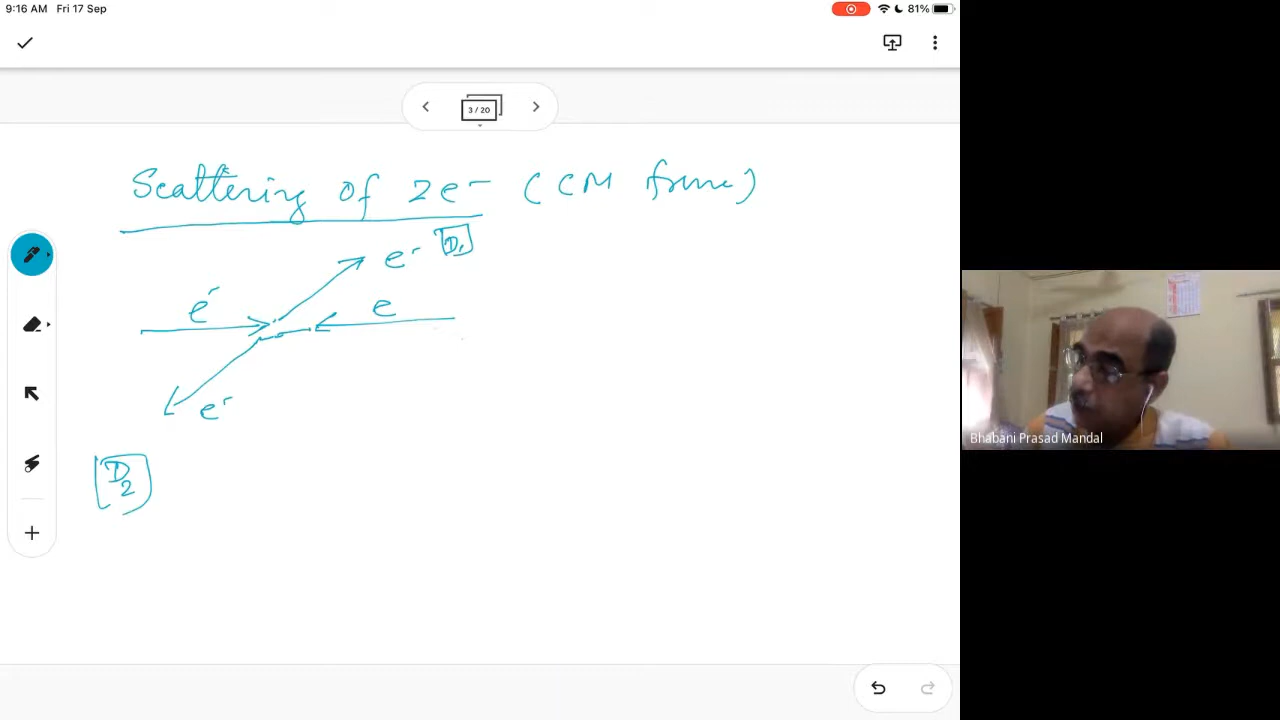 9:16 AM Fri 17 Sep
81%
3 / 20
Scattering of 2e- (CM frame)
e- D1
e- e
e-
D2
Bhabani Prasad Mandal